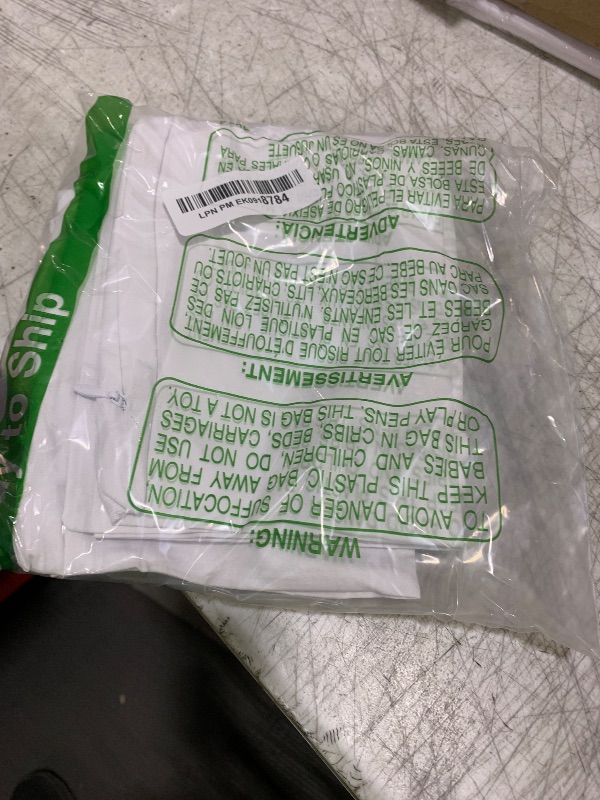 WARNING:
TO AVOID DANGER OF SUFFOCATION,
KEEP THIS PLASTIC BAG AWAY FROM
BABIES AND CHILDREN. DO NOT USE
THIS BAG IN CRIBS, BEDS, CARRIAGES
OR PLAY PENS. THIS BAG IS NOT A TOY.
AVERTISSEMENT:
POUR ÉVITER TOUT RISQUE D'ÉTOUFFEMENT,
GARDEZ CE SAC EN PLASTIQUE LOIN DES
BÉBÉS ET LES ENFANTS. N'UTILISEZ PAS CE
SAC DANS LES BERCEAUX, LITS, CHARIOTS OU
PARC AU BÉBÉ. CE SAC N'EST PAS UN JOUET.
ADVERTENCIA:
PARA EVITAR EL PELIGRO DE
ESTA BOLSA DE PLASTICO
DE BEBES Y NINOS. NO
CUNAS, CAMAS,
LPN PM EK0918784
to Ship